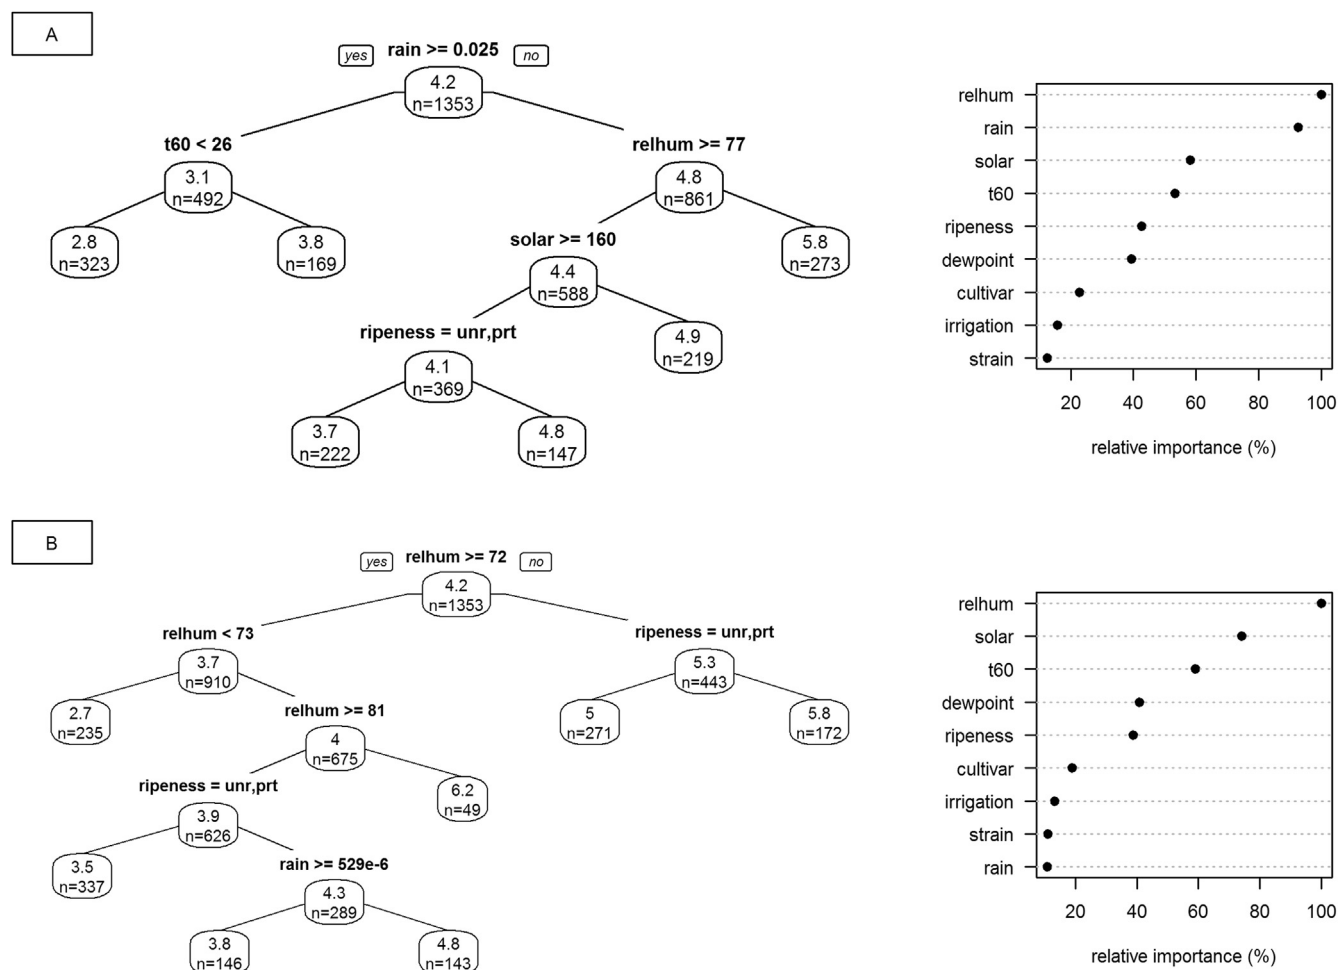 A
yes rain >= 0.025 no
4.2
n=1353
t60 < 26
3.1
n=492
relhum >= 77
4.8
n=861
2.8
n=323
3.8
n=169
solar >= 160
4.4
n=588
5.8
n=273
ripeness = unr,prt
4.1
n=369
4.9
n=219
3.7
n=222
4.8
n=147
relhum
rain
solar
t60
ripeness
dewpoint
cultivar
irrigation
strain
20 40 60 80 100
relative importance (%)
B
yes relhum >= 72 no
4.2
n=1353
relhum < 73
3.7
n=910
ripeness = unr,prt
5.3
n=443
2.7
n=235
relhum >= 81
4
n=675
5
n=271
5.8
n=172
ripeness = unr,prt
3.9
n=626
6.2
n=49
3.5
n=337
rain >= 529e-6
4.3
n=289
3.8
n=146
4.8
n=143
relhum
solar
t60
dewpoint
ripeness
cultivar
irrigation
strain
rain
20 40 60 80 100
relative importance (%)